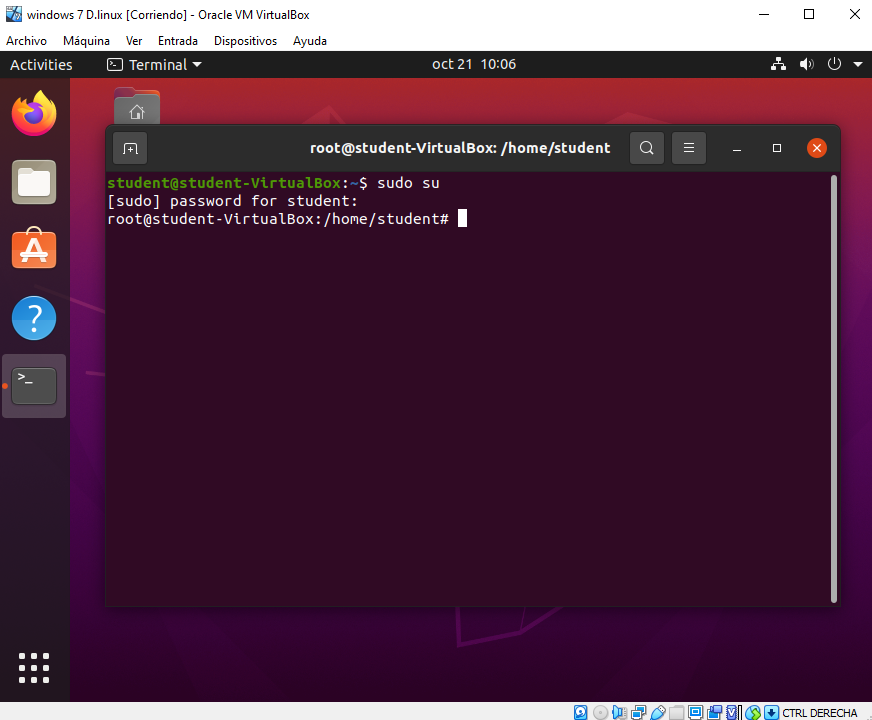 windows 7 D.linux [Corriendo] - Oracle VM VirtualBox
Archivo Máquina Ver Entrada Dispositivos Ayuda
Activities Terminal oct 21 10:06
root@student-VirtualBox: /home/student
student@student-VirtualBox:~$ sudo su
[sudo] password for student:
root@student-VirtualBox:/home/student#
CTRL DERECHA